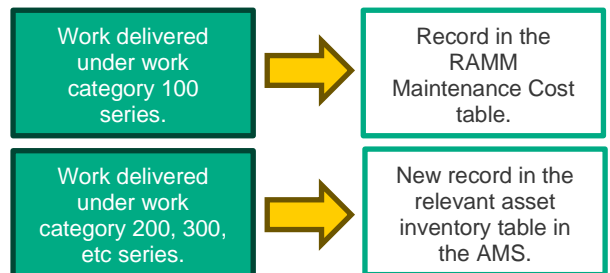 Work delivered
under work
category 100
series.
Record in the
RAMM
Maintenance Cost
table.
Work delivered
under work
category 200, 300,
etc series.
New record in the
relevant asset
inventory table in
the AMS.